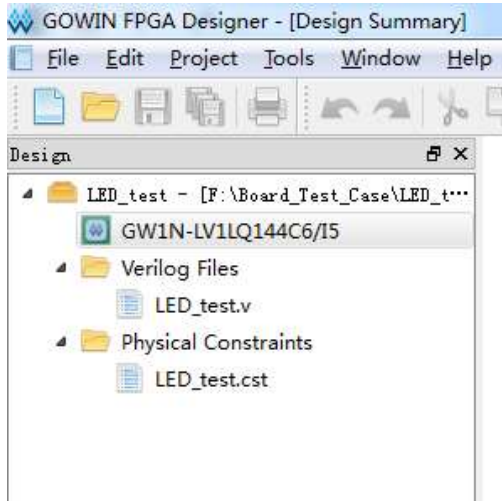 GOWIN FPGA Designer - [Design Summary]
File Edit Project Tools Window Help
Design
LED_test - [F:\Board_Test_Case\LED_t…
GW1N-LV1LQ144C6/I5
Verilog Files
LED_test.v
Physical Constraints
LED_test.cst